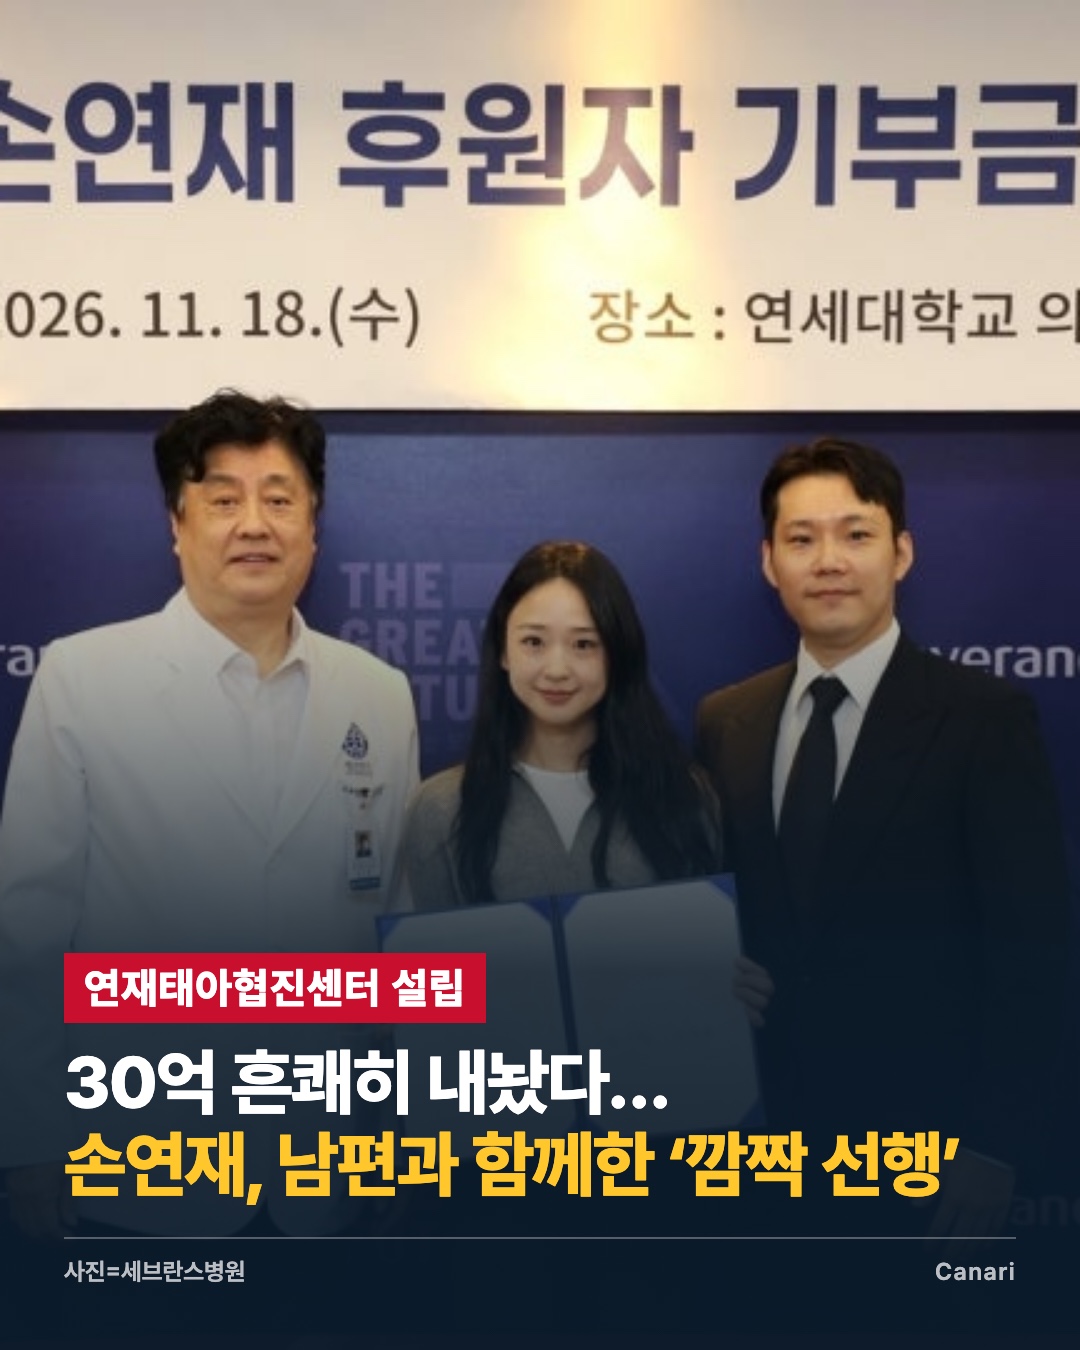 손연재 후원자 기부금
2026. 11. 18.(수) 장소 : 연세대학교 의
THE
GREAT
연재태아협진센터 설립
30억 흔쾌히 내놨다...
손연재, 남편과 함께한 ‘깜짝 선행’
사진=세브란스병원
Canari